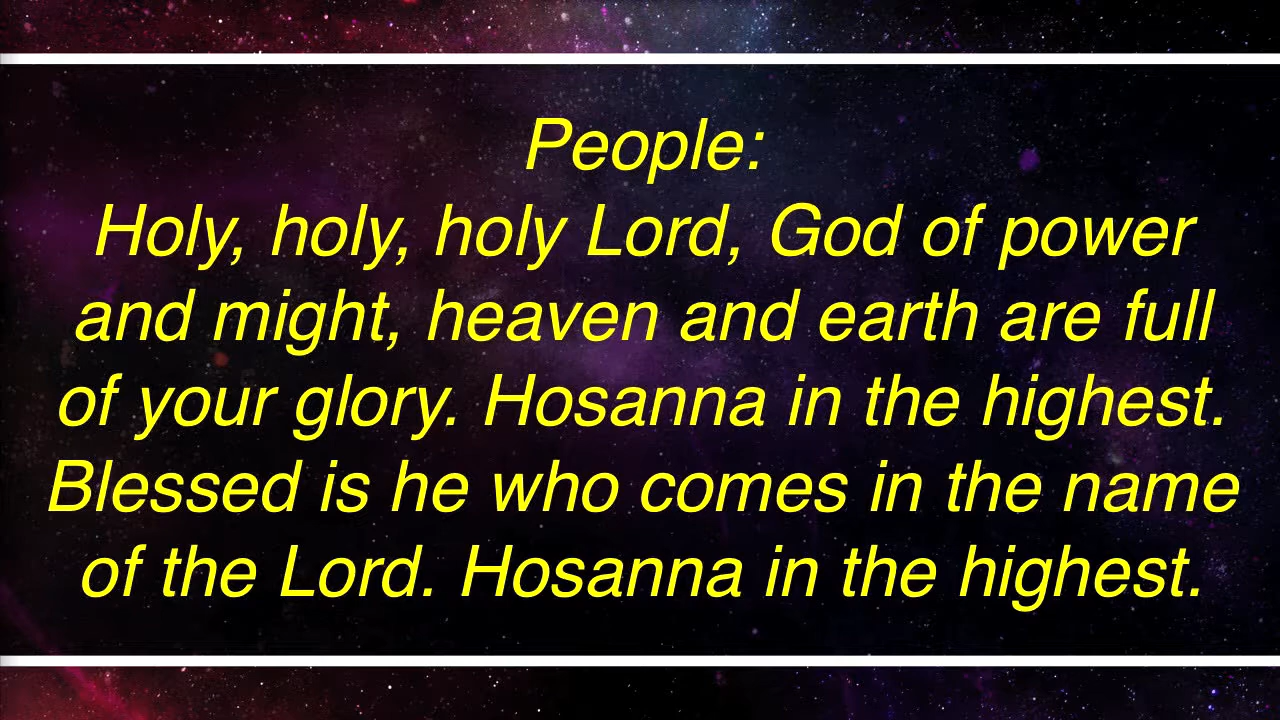 People:
Holy, holy, holy Lord, God of power
and might, heaven and earth are full
of your glory. Hosanna in the highest.
Blessed is he who comes in the name
of the Lord. Hosanna in the highest.